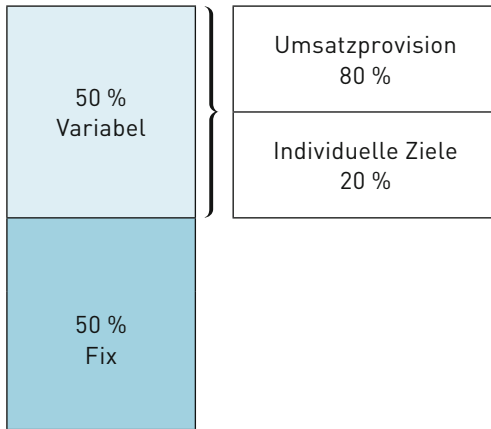 50 %
Variabel
Umsatzprovision
80 %
Individuelle Ziele
20 %
50 %
Fix